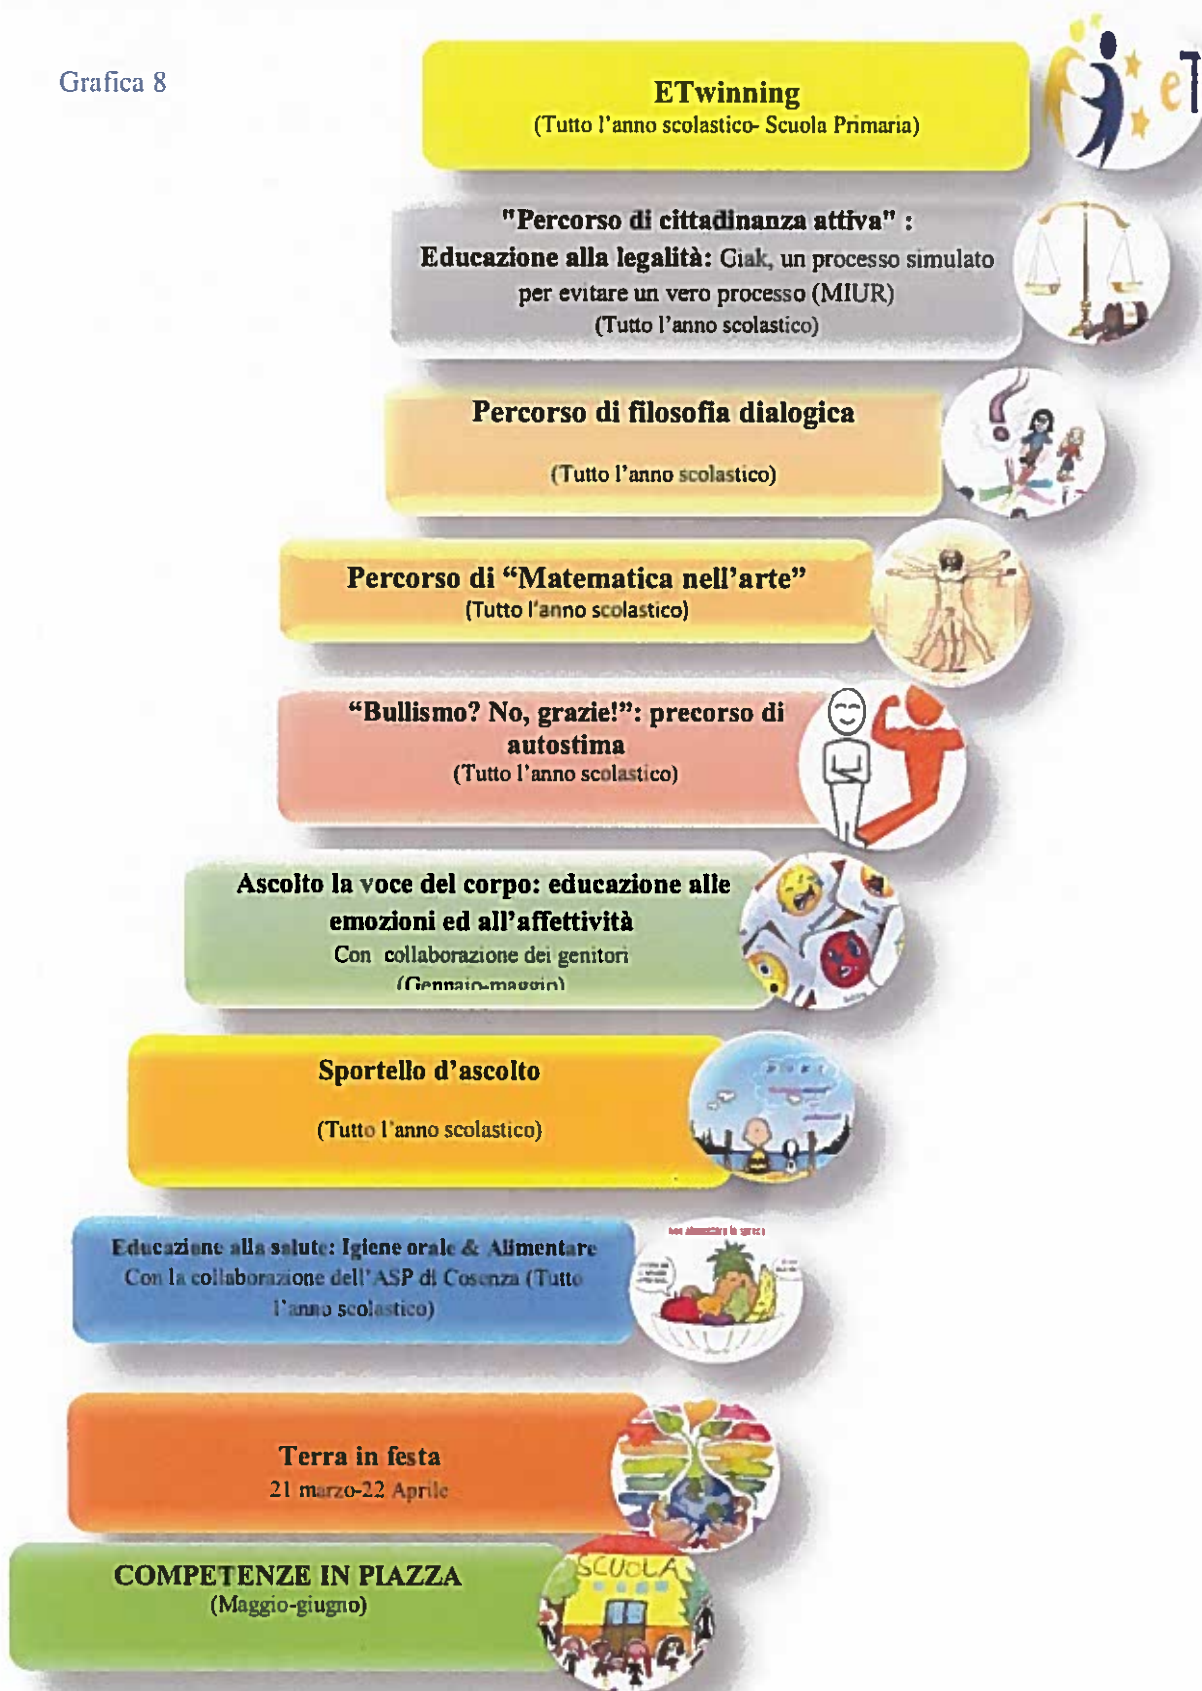 Grafica 8
ETwinning
(Tutto l'anno scolastico- Scuola Primaria)
eT
"Percorso di cittadinanza attiva" :
Educazione alla legalità: Giak, un processo simulato
per evitare un vero processo (MIUR)
(Tutto l'anno scolastico)
Percorso di filosofia dialogica
(Tutto l'anno scolastico)
Percorso di “Matematica nell'arte”
(Tutto l'anno scolastico)
“Bullismo? No, grazie!”: precorso di
autostima
(Tutto l'anno scolastico)
Ascolto la voce del corpo: educazione alle
emozioni ed all'affettività
Con collaborazione dei genitori
(Gennaio-maggio)
Sportello d'ascolto
(Tutto l'anno scolastico)
Educazione alla salute: Igiene orale & Alimentare
Con la collaborazione dell'ASP di Cosenza (Tutto
l'anno scolastico)
Terra in festa
21 marzo-22 Aprile
COMPETENZE IN PIAZZA
(Maggio-giugno)
SCUOLA